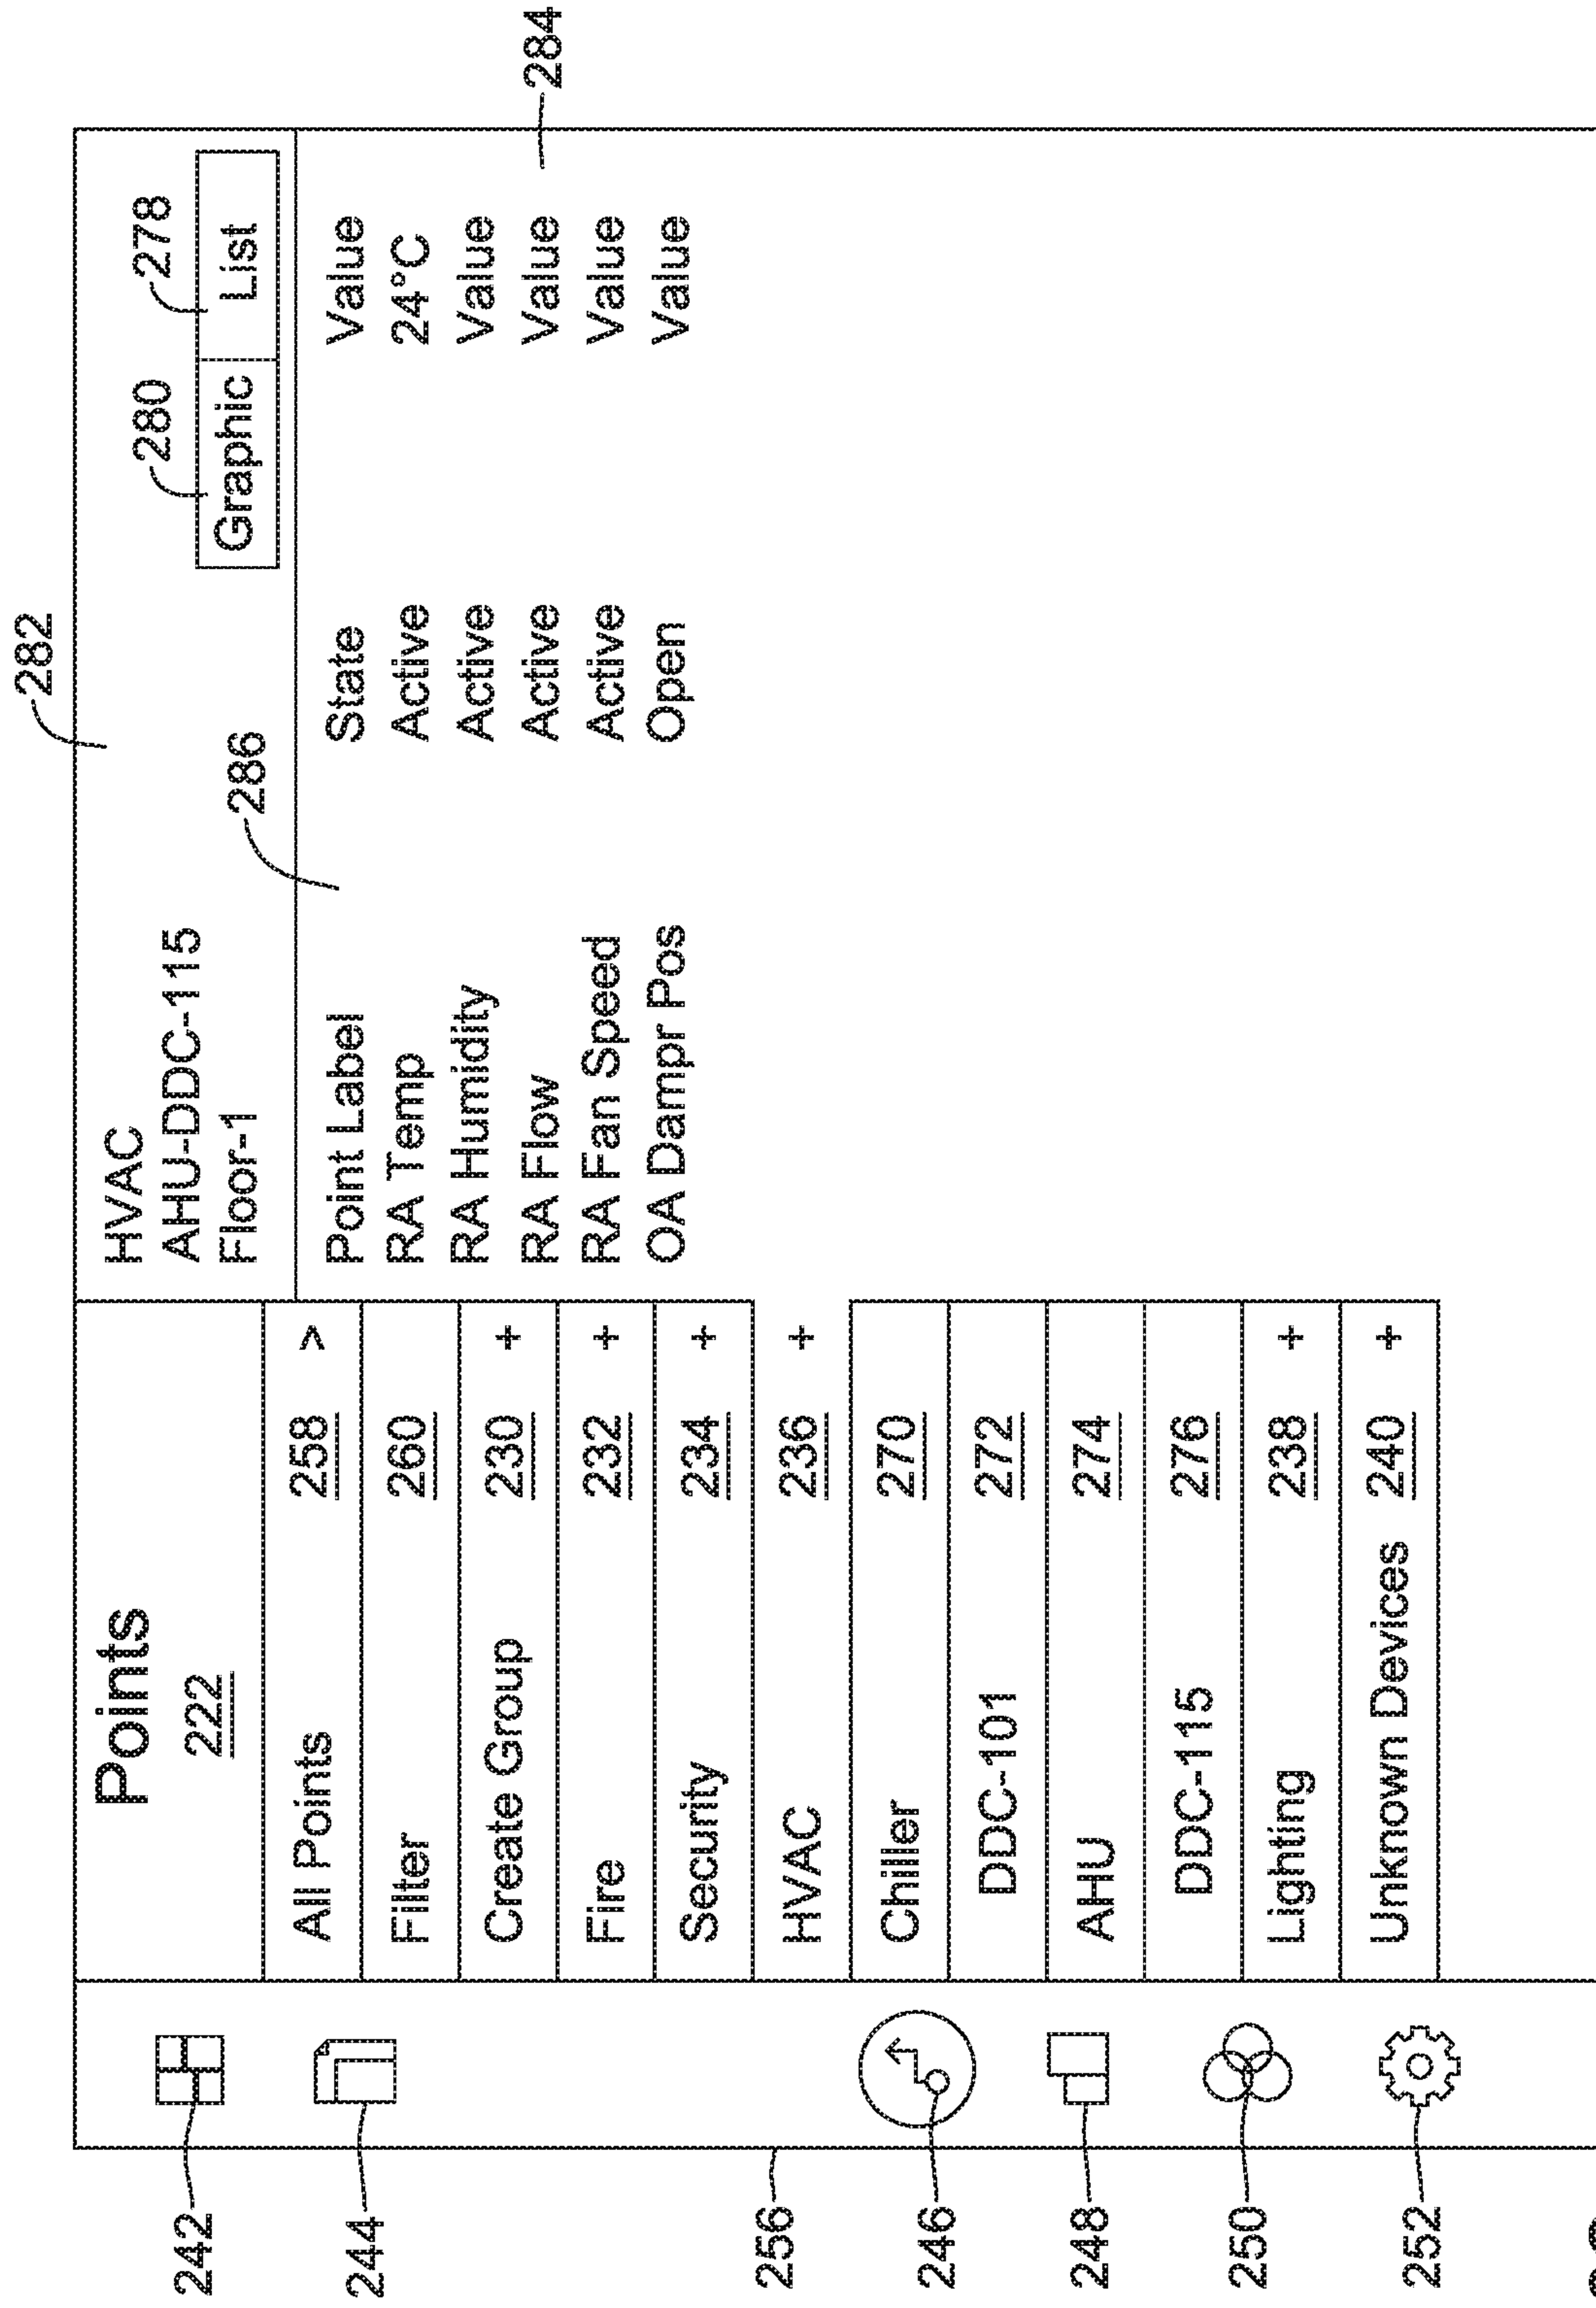 282
280
278
Points
222
HVAC
AHU-DDC-115
Floor-1
Graphic
List
286
284
242
244
256
246
248
250
252
All Points 258 >
Filter 260
Create Group 230 +
Fire 232 +
Security 234 +
HVAC 236 +
Chiller 270
DDC-101 272
AHU 274
DDC-115 276
Lighting 238 +
Unknown Devices 240 +
Point Label State Value
RA Temp Active 24°C
RA Humidity Active Value
RA Flow Active Value
RA Fan Speed Active Value
OA Dampr Pos Open Value